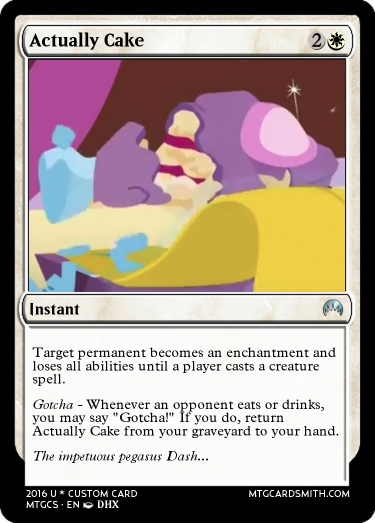 Actually Cake 2
Instant
Target permanent becomes an enchantment and
loses all abilities until a player casts a creature
spell.
Gotcha - Whenever an opponent eats or drinks,
you may say "Gotcha!" If you do, return
Actually Cake from your graveyard to your hand.
The impetuous pegasus Dash...
2016 U * CUSTOM CARD
MTGCARDSMITH.COM
MTGCS · EN DHX